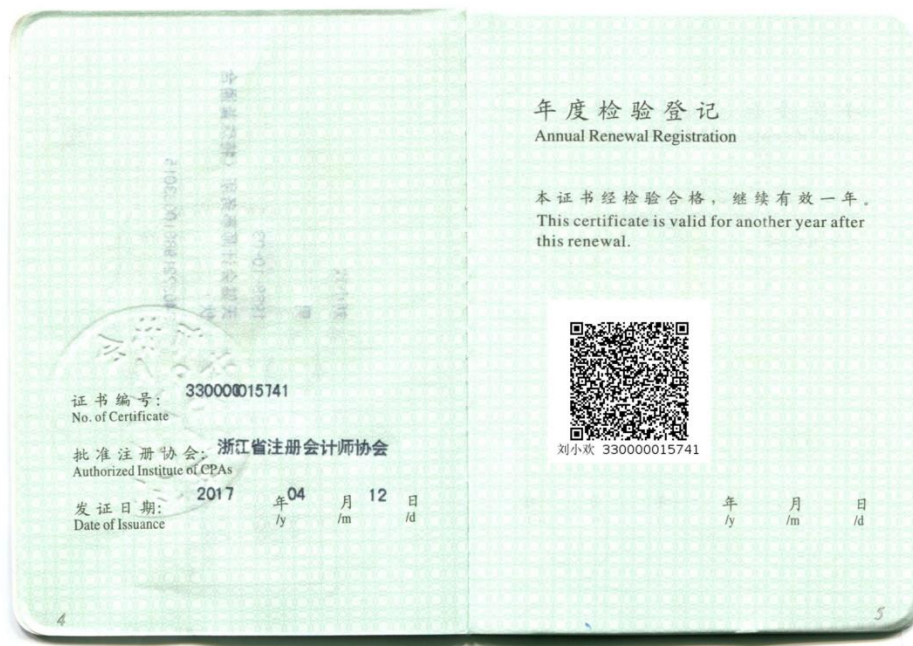 证书编号: 330000015741
No. of Certificate
批准注册协会: 浙江省注册会计师协会
Authorized Institute of CPAs
发证日期: 2017 年 04 月 12 日
Date of Issuance /y /m /d
4
年度检验登记
Annual Renewal Registration
本证书经检验合格，继续有效一年。
This certificate is valid for another year after
this renewal.
刘小欢 330000015741
年 月 日
/y /m /d
5